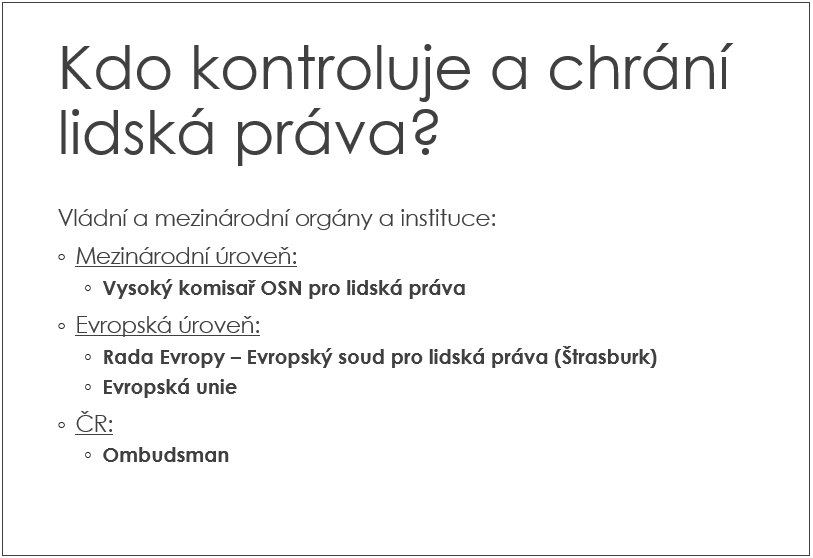 Kdo kontroluje a chrání
lidská práva?
Vládní a mezinárodní orgány a instituce:
Mezinárodní úroveň:
Vysoký komisař OSN pro lidská práva
Evropská úroveň:
Rada Evropy – Evropský soud pro lidská práva (Štrasburk)
Evropská unie
ČR:
Ombudsman